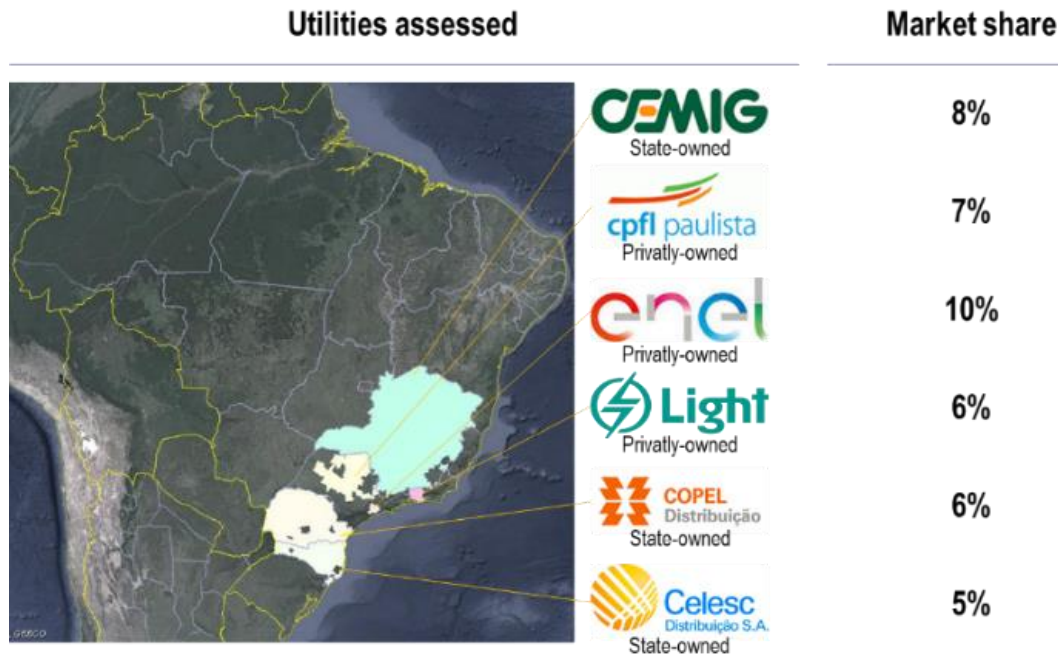 Utilities assessed
Market share
CEMIG
State-owned
8%
cpfl paulista
Privatly-owned
7%
enel
Privatly-owned
10%
Light
Privatly-owned
6%
COPEL
Distribuição
State-owned
6%
Celesc
Distribuição S.A.
State-owned
5%
GEBCO